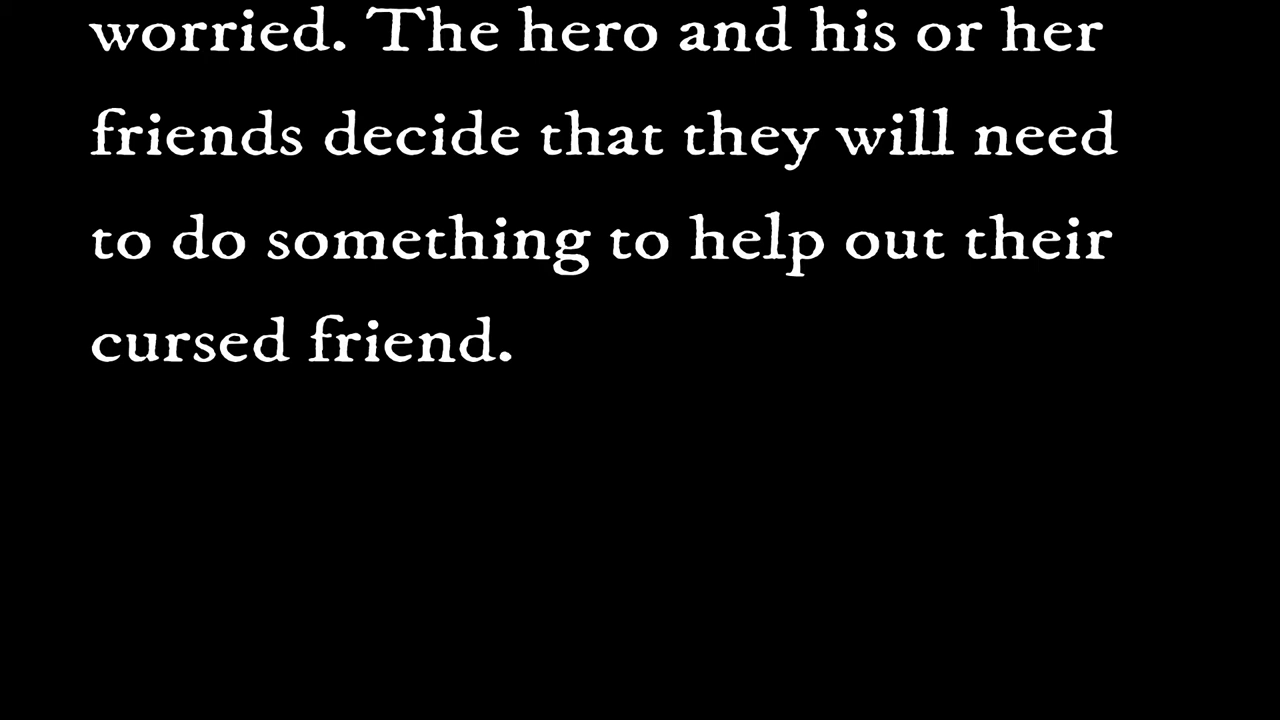 worried. The hero and his or her
friends decide that they will need
to do something to help out their
cursed friend.